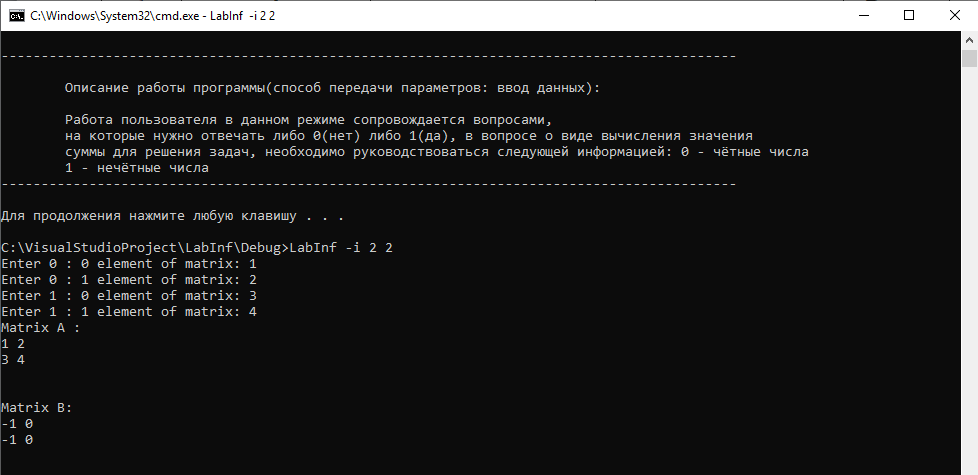 C:\Windows\System32\cmd.exe - LabInf -i 2 2
--------------------------------------------------------------------------------------------
Описание работы программы(способ передачи параметров: ввод данных):
Работа пользователя в данном режиме сопровождается вопросами,
на которые нужно отвечать либо 0(нет) либо 1(да), в вопросе о виде вычисления значения
суммы для решения задач, необходимо руководствоваться следующей информацией: 0 - чётные числа
1 - нечётные числа
--------------------------------------------------------------------------------------------
Для продолжения нажмите любую клавишу . . .
C:\VisualStudioProject\LabInf\Debug>LabInf -i 2 2
Enter 0 : 0 element of matrix: 1
Enter 0 : 1 element of matrix: 2
Enter 1 : 0 element of matrix: 3
Enter 1 : 1 element of matrix: 4
Matrix A :
1 2
3 4
Matrix B:
-1 0
-1 0